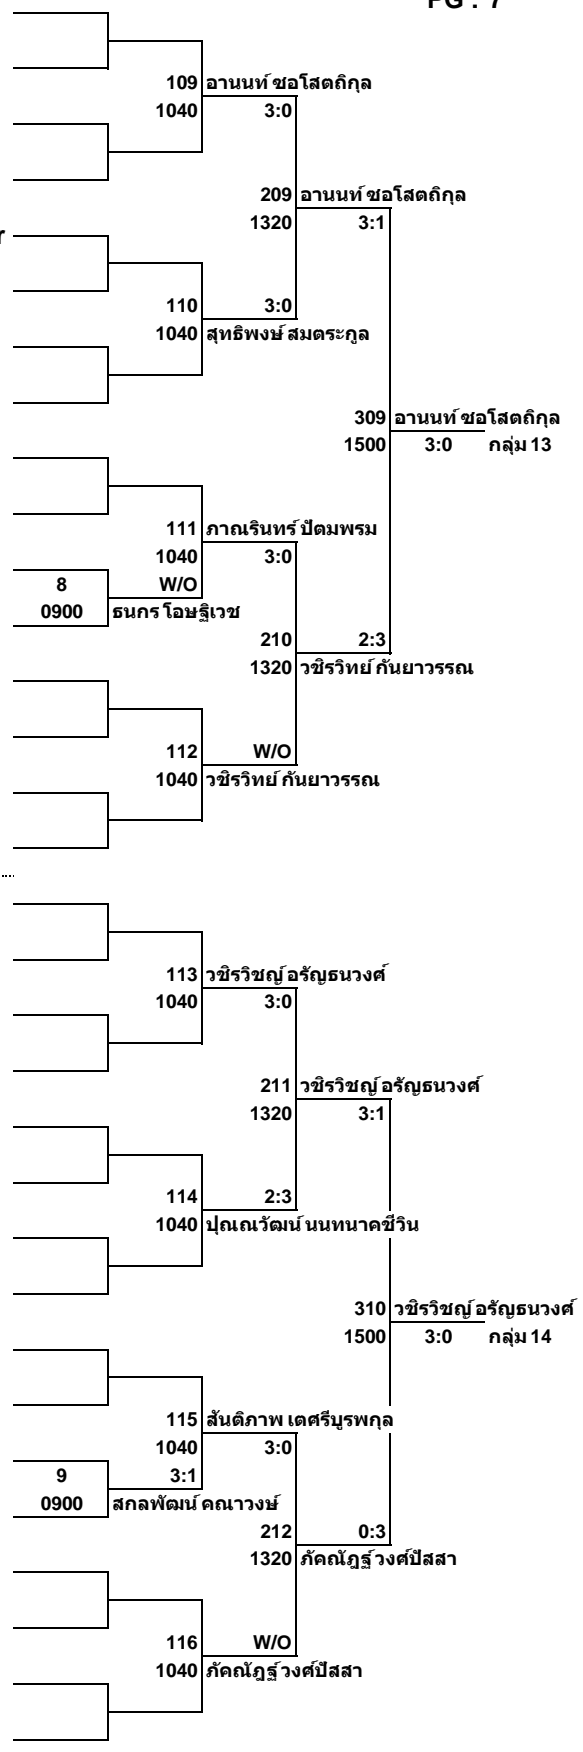 PG : 7
109 อานนท์ ชอโสตถิกุล
1040 3:0
209 อานนท์ ชอโสตถิกุล
1320 3:1
r
110 3:0
1040 สุทธิพงษ์ สมตระกูล
309 อานนท์ ชอโสตถิกุล
1500 3:0 กลุ่ม 13
111 ภาณรินทร์ ปัตมพรม
1040 3:0
8 W/O
0900 ธนกร โอษฐิเวช
210 2:3
1320 วชิรวิทย์ กันยาวรรณ
112 W/O
1040 วชิรวิทย์ กันยาวรรณ
113 วชิรวิชญ์ อรัญธนวงศ์
1040 3:0
211 วชิรวิชญ์ อรัญธนวงศ์
1320 3:1
114 2:3
1040 ปุณณวัฒน์ นนทนาคชีวิน
310 วชิรวิชญ์ อรัญธนวงศ์
1500 3:0 กลุ่ม 14
115 สันติภาพ เตศรีบูรพกุล
1040 3:0
9 3:1
0900 สกลพัฒน์ คณาวงษ์
212 0:3
1320 ภัคณัฏฐ์ วงศ์ปัสสา
116 W/O
1040 ภัคณัฏฐ์ วงศ์ปัสสา